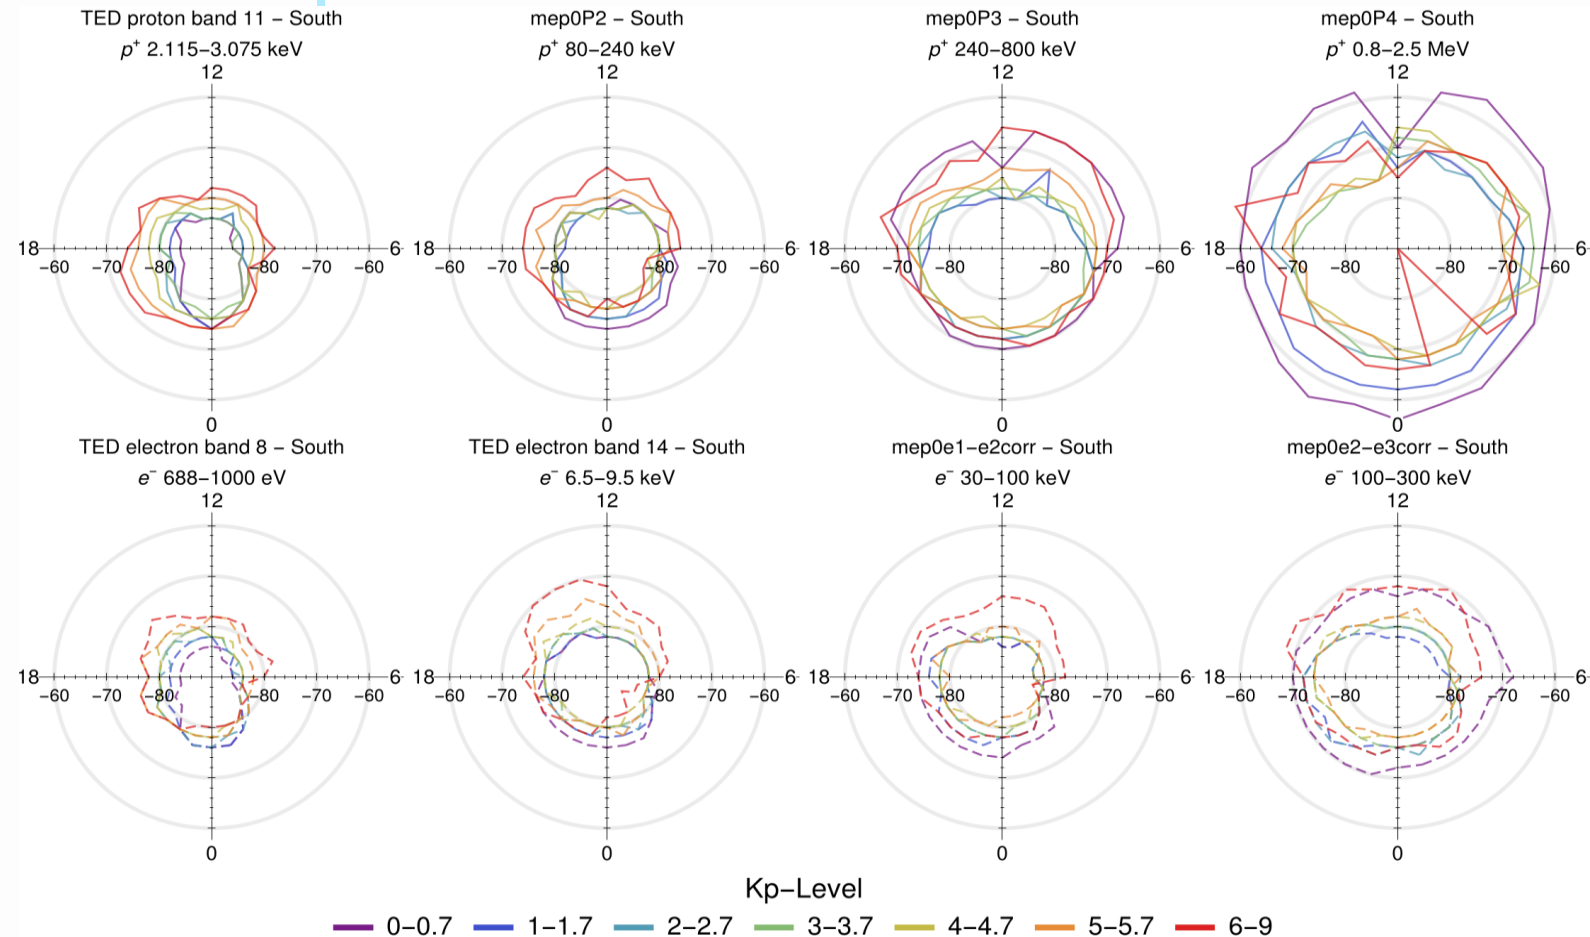 TED proton band 11 − South
p+ 2.115−3.075 keV
12
18 −60 −70 −80 −80 −70 −60 6
0
mep0P2 − South
p+ 80−240 keV
12
18 −60 −70 −80 −80 −70 −60 6
0
mep0P3 − South
p+ 240−800 keV
12
18 −60 −70 −80 −80 −70 −60 6
0
mep0P4 − South
p+ 0.8−2.5 MeV
12
18 −60 −70 −80 −80 −70 −60 6
0
TED electron band 8 − South
e− 688−1000 eV
12
18 −60 −70 −80 −80 −70 −60 6
0
TED electron band 14 − South
e− 6.5−9.5 keV
12
18 −60 −70 −80 −80 −70 −60 6
0
mep0e1−e2corr − South
e− 30−100 keV
12
18 −60 −70 −80 −80 −70 −60 6
0
mep0e2−e3corr − South
e− 100−300 keV
12
18 −60 −70 −80 −80 −70 −60 6
0
Kp−Level
0−0.7 1−1.7 2−2.7 3−3.7 4−4.7 5−5.7 6−9